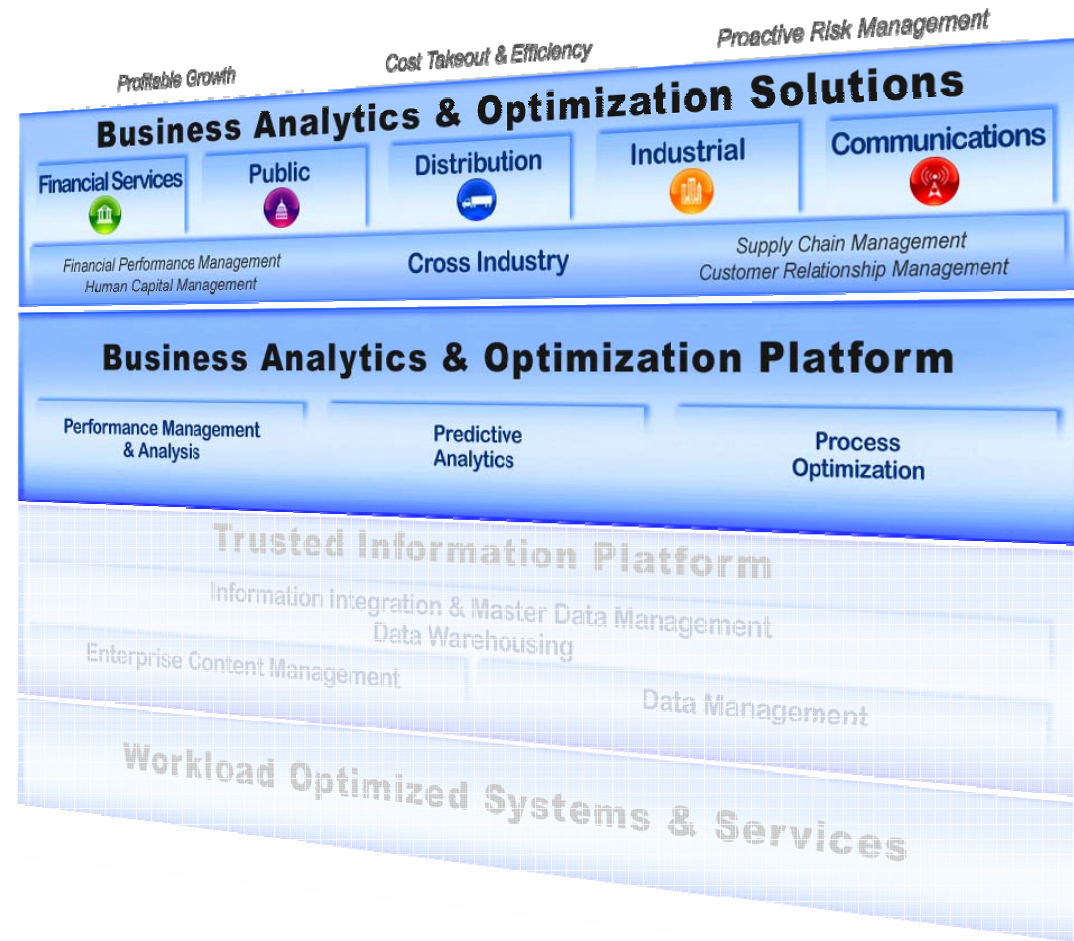 Profitable Growth
Cost Takeout & Efficiency
Proactive Risk Management
Business Analytics & Optimization Solutions
Financial Services
Public
Distribution
Industrial
Communications
Financial Performance Management
Human Capital Management
Cross Industry
Supply Chain Management
Customer Relationship Management
Business Analytics & Optimization Platform
Performance Management
& Analysis
Predictive
Analytics
Process
Optimization
Trusted Information Platform
Information Integration & Master Data Management
Data Warehousing
Enterprise Content Management
Data Management
Workload Optimized Systems & Services